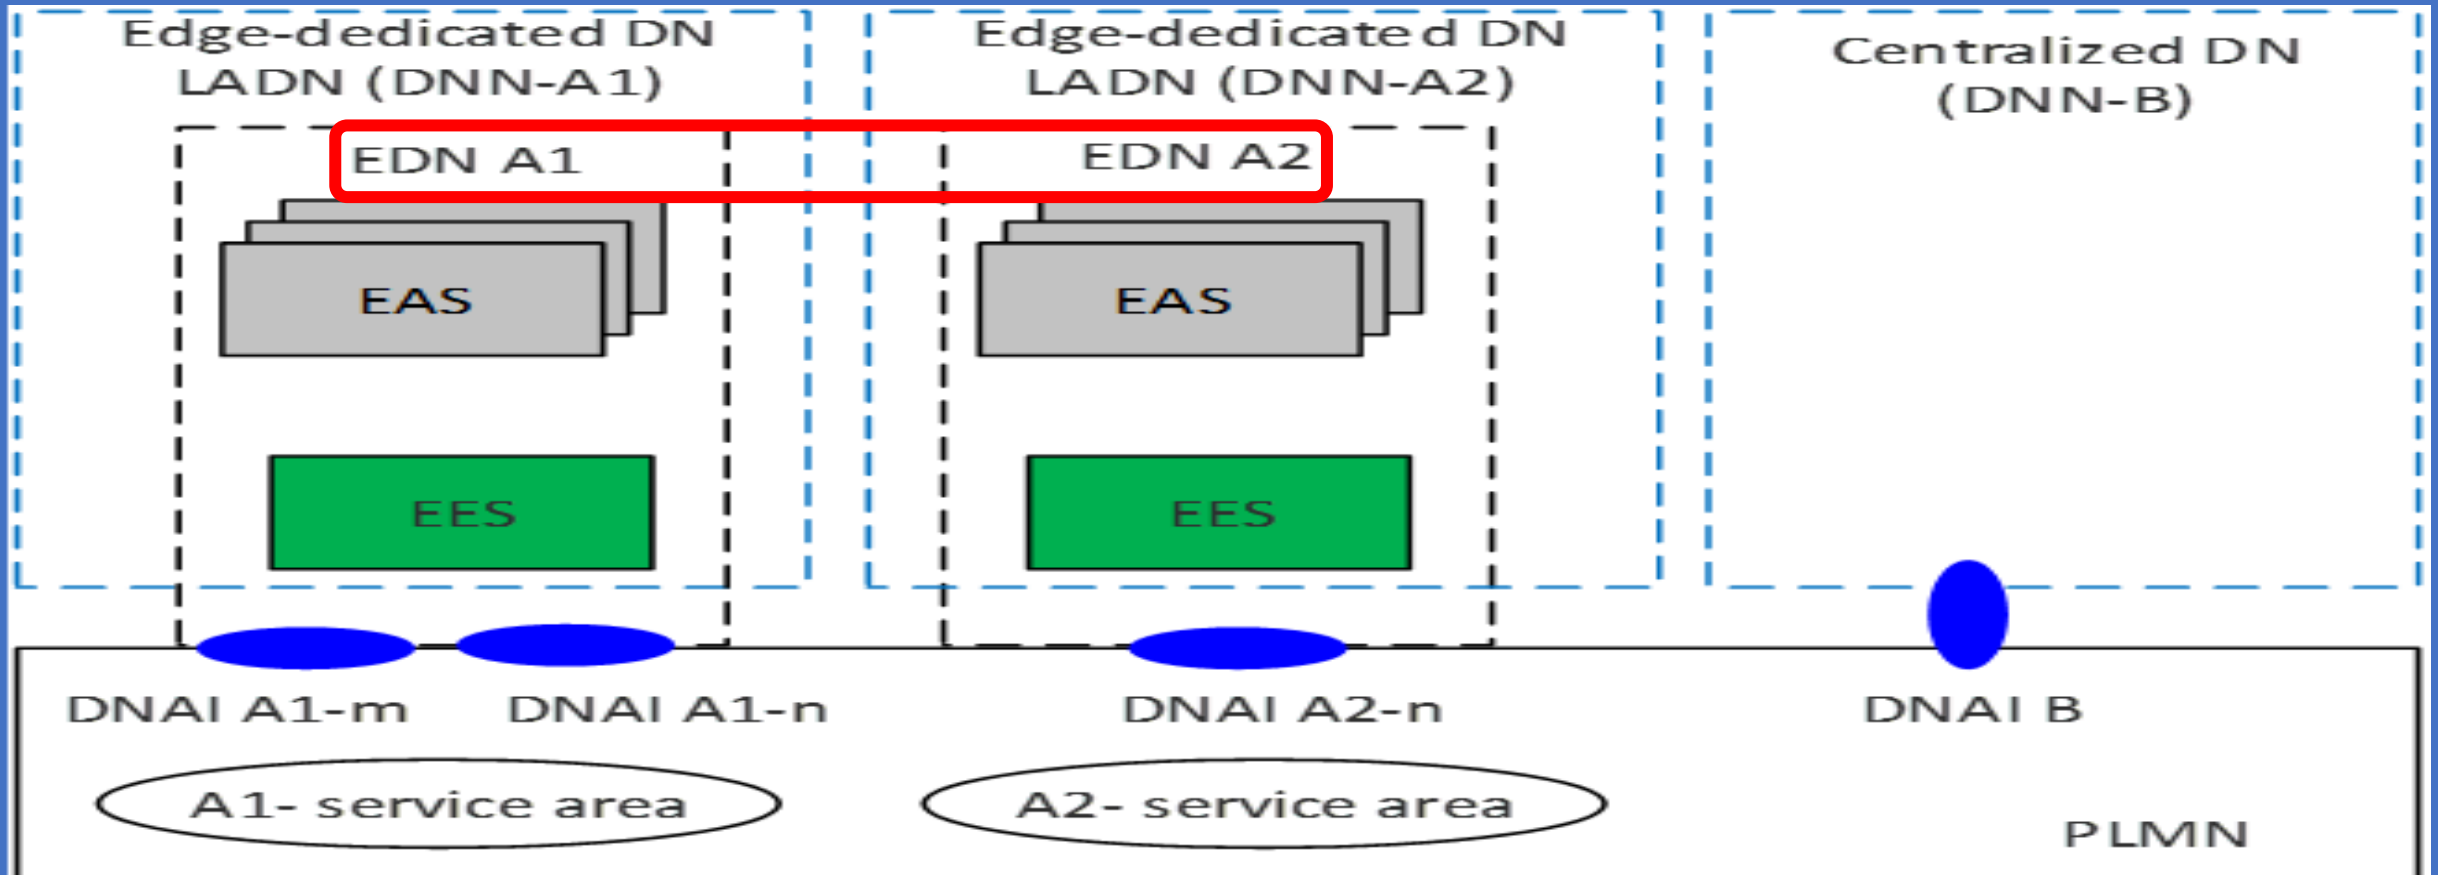 Edge-dedicated DN
LADN (DNN-A1)
Edge-dedicated DN
LADN (DNN-A2)
Centralized DN
(DNN-B)
EDN A1
EDN A2
EAS
EAS
EES
EES
DNAI A1-m
DNAI A1-n
DNAI A2-n
DNAI B
A1- service area
A2- service area
PLMN